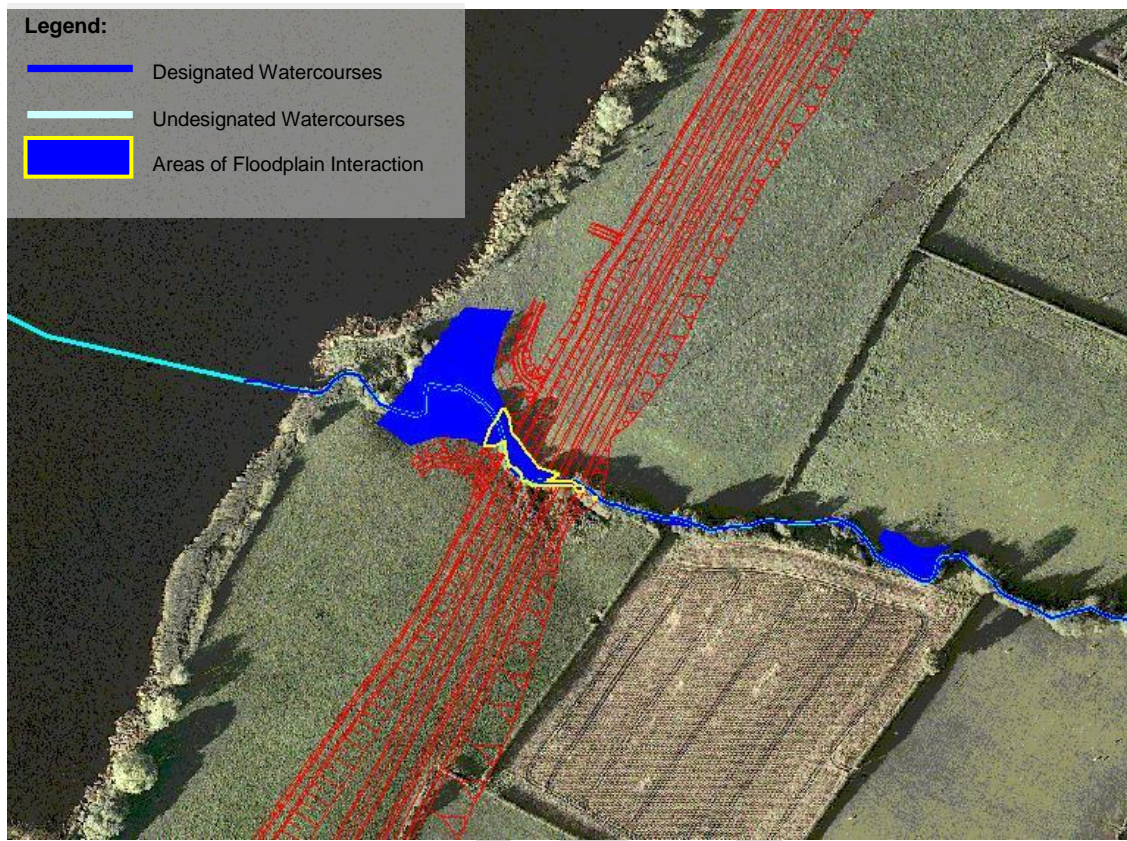 Legend:
Designated Watercourses
Undesignated Watercourses
Areas of Floodplain Interaction